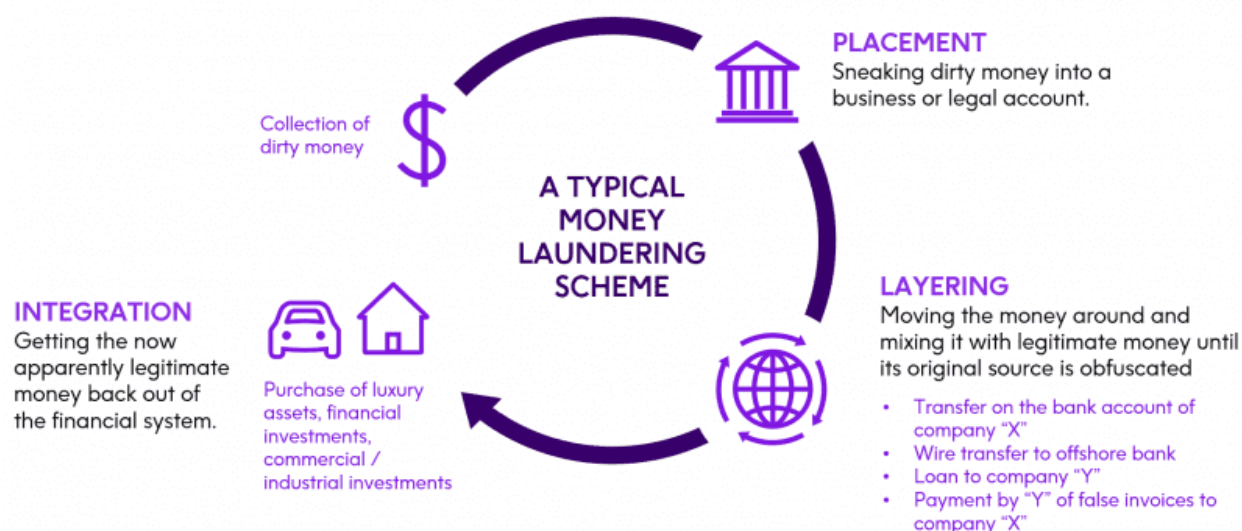 PLACEMENT
Sneaking dirty money into a
business or legal account.
Collection of
dirty money
A TYPICAL
MONEY
LAUNDERING
SCHEME
LAYERING
Moving the money around and
mixing it with legitimate money until
its original source is obfuscated
• Transfer on the bank account of
company “X”
• Wire transfer to offshore bank
• Loan to company “Y”
• Payment by “Y” of false invoices to
company “X”
INTEGRATION
Getting the now
apparently legitimate
money back out of
the financial system.
Purchase of luxury
assets, financial
investments,
commercial /
industrial investments